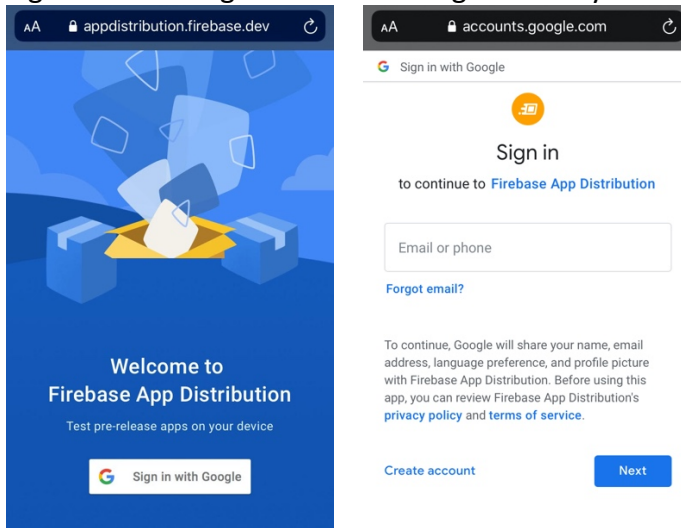 AA appdistribution.firebase.dev
Welcome to
Firebase App Distribution
Test pre-release apps on your device
G Sign in with Google
AA accounts.google.com
G Sign in with Google
Sign in
to continue to Firebase App Distribution
Email or phone
Forgot email?
To continue, Google will share your name, email
address, language preference, and profile picture
with Firebase App Distribution. Before using this
app, you can review Firebase App Distribution's
privacy policy and terms of service.
Create account
Next